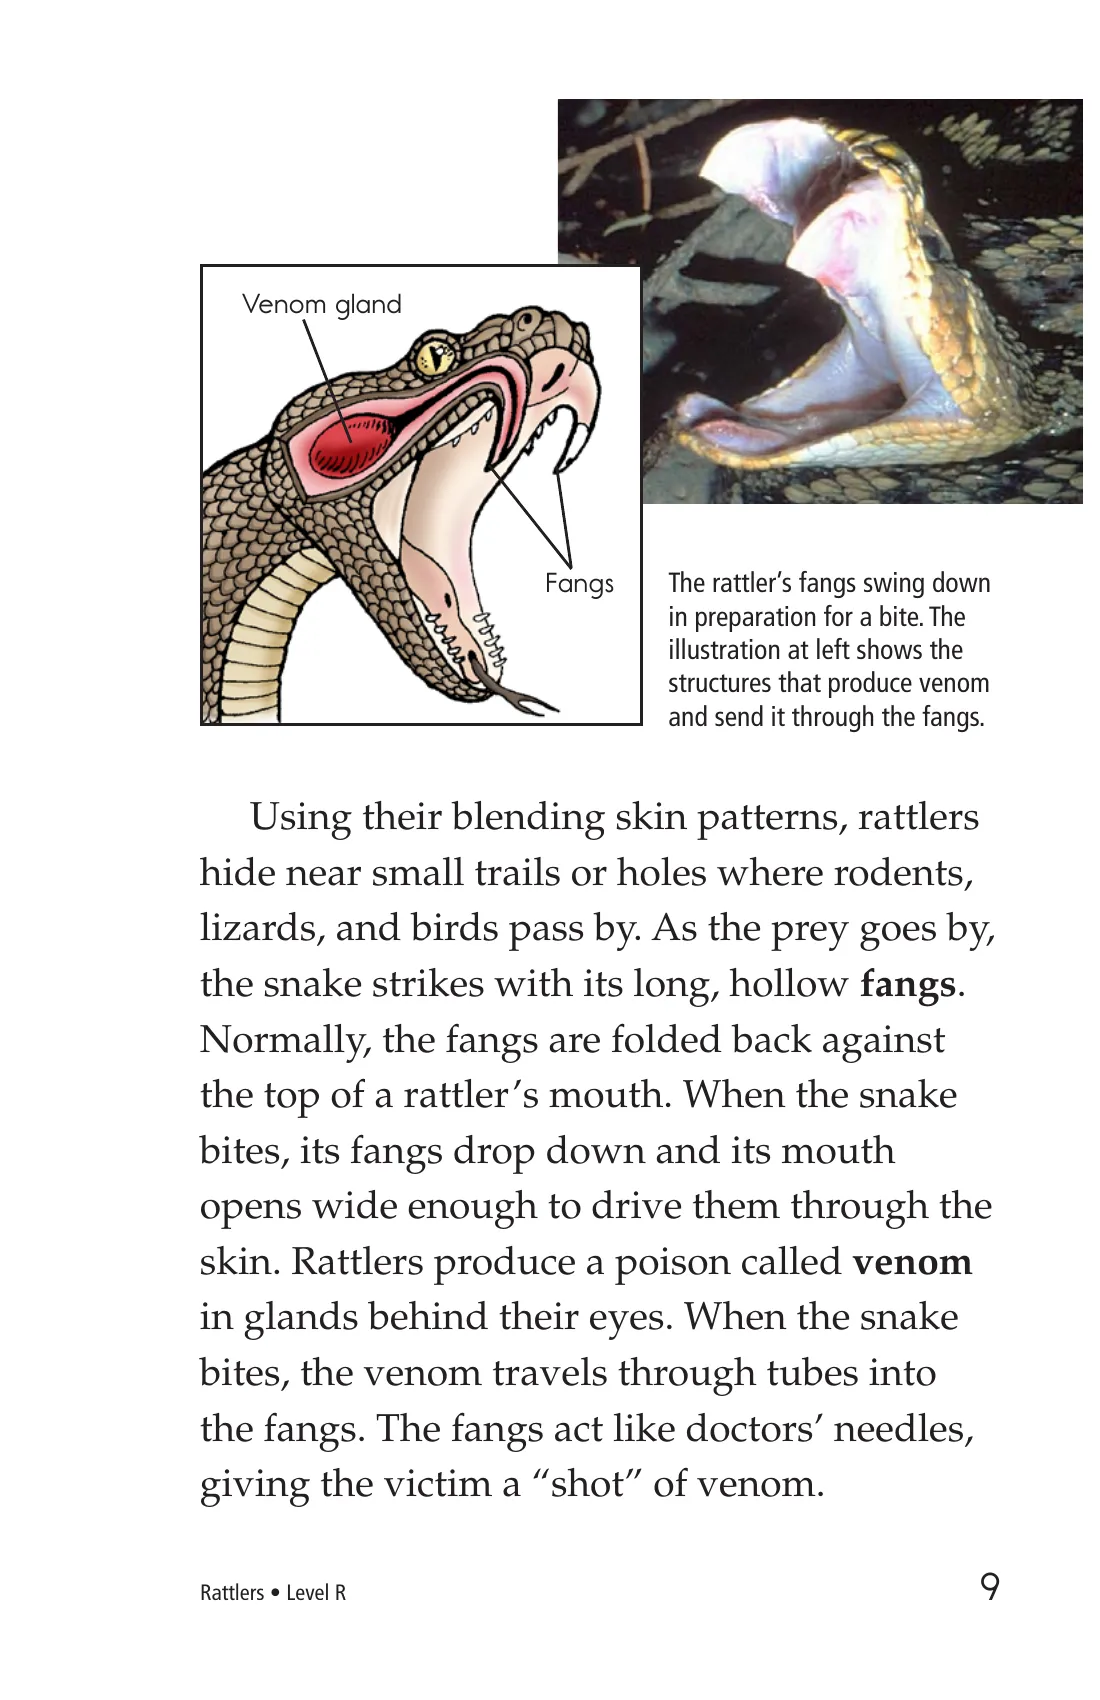 Venom gland
Fangs
The rattler’s fangs swing down
in preparation for a bite. The
illustration at left shows the
structures that produce venom
and send it through the fangs.
Using their blending skin patterns, rattlers
hide near small trails or holes where rodents,
lizards, and birds pass by. As the prey goes by,
the snake strikes with its long, hollow fangs.
Normally, the fangs are folded back against
the top of a rattler’s mouth. When the snake
bites, its fangs drop down and its mouth
opens wide enough to drive them through the
skin. Rattlers produce a poison called venom
in glands behind their eyes. When the snake
bites, the venom travels through tubes into
the fangs. The fangs act like doctors’ needles,
giving the victim a “shot” of venom.
Rattlers • Level R 9